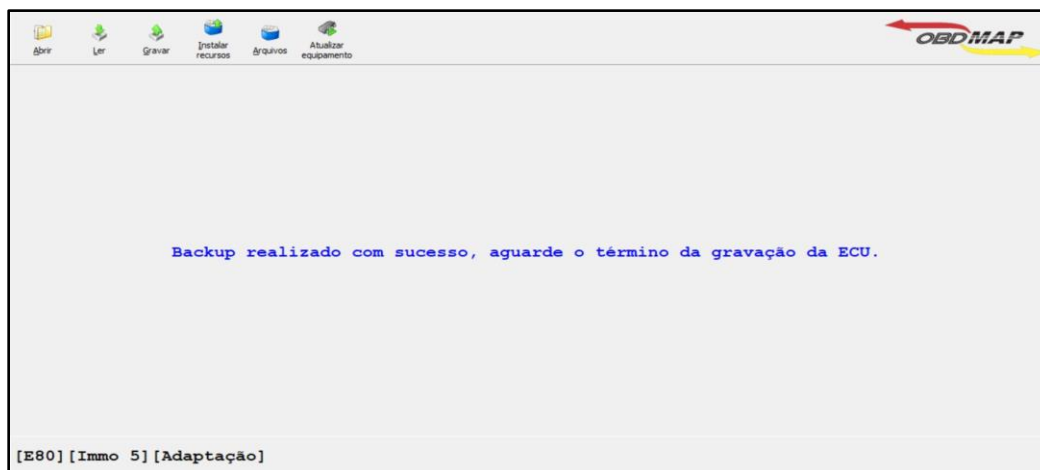 Abrir
Ler
Gravar
Instalar
recursos
Arquivos
Atualizar
equipamento
OBDMAP
Backup realizado com sucesso, aguarde o término da gravação da ECU.
[E80][Immo 5][Adaptação]